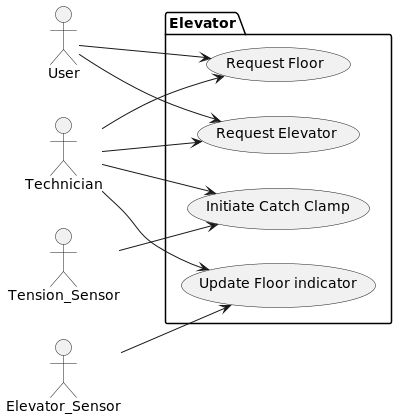 Elevator
User
Request Floor
Request Elevator
Technician
Initiate Catch Clamp
Tension_Sensor
Update Floor indicator
Elevator_Sensor